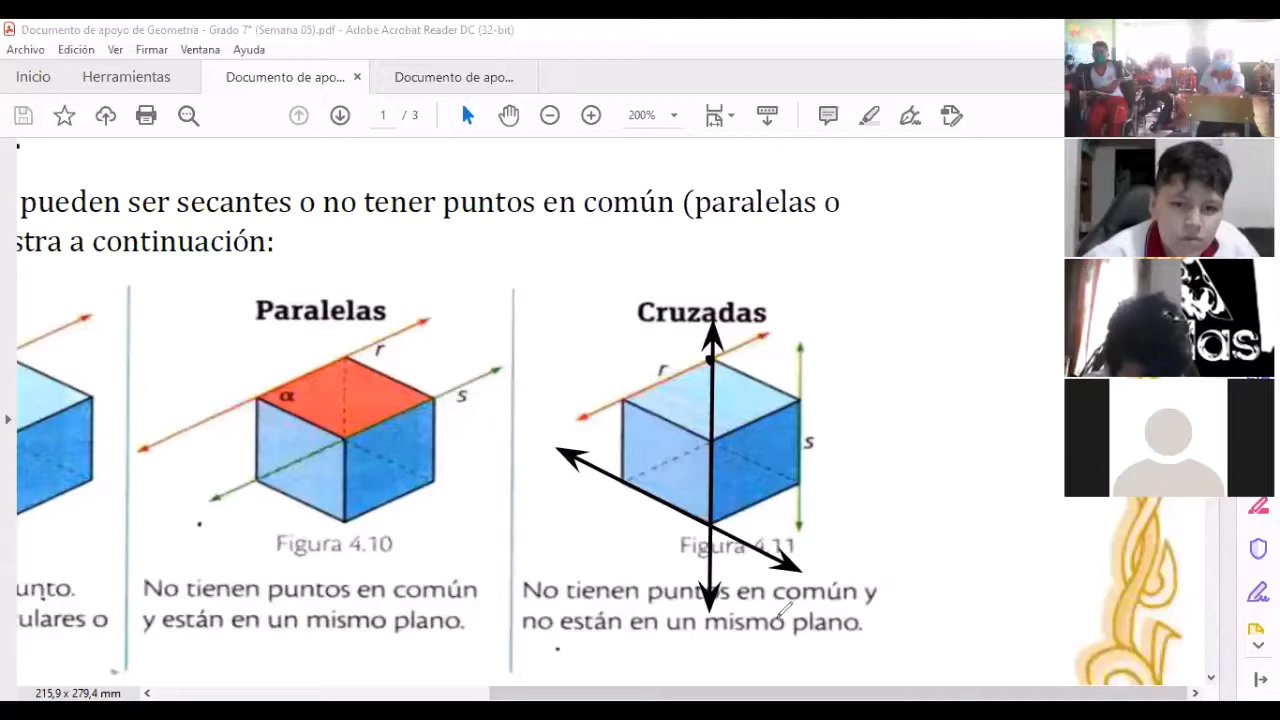 Documento de apoyo de Geometría - Grado 7° (Semana 05).pdf - Adobe Acrobat Reader DC (32-bit)
Archivo Edición Ver Firmar Ventana Ayuda
Inicio Herramientas Documento de apo... × Documento de apo...
1 / 3 200%
pueden ser secantes o no tener puntos en común (paralelas o
stra a continuación:
Paralelas
r
α
s
Figura 4.10
No tienen puntos en común
y están en un mismo plano.
Cruzadas
r
s
Figura 4.11
No tienen puntos en común y
no están en un mismo plano.
unto.
ulares o
das
215,9 x 279,4 mm